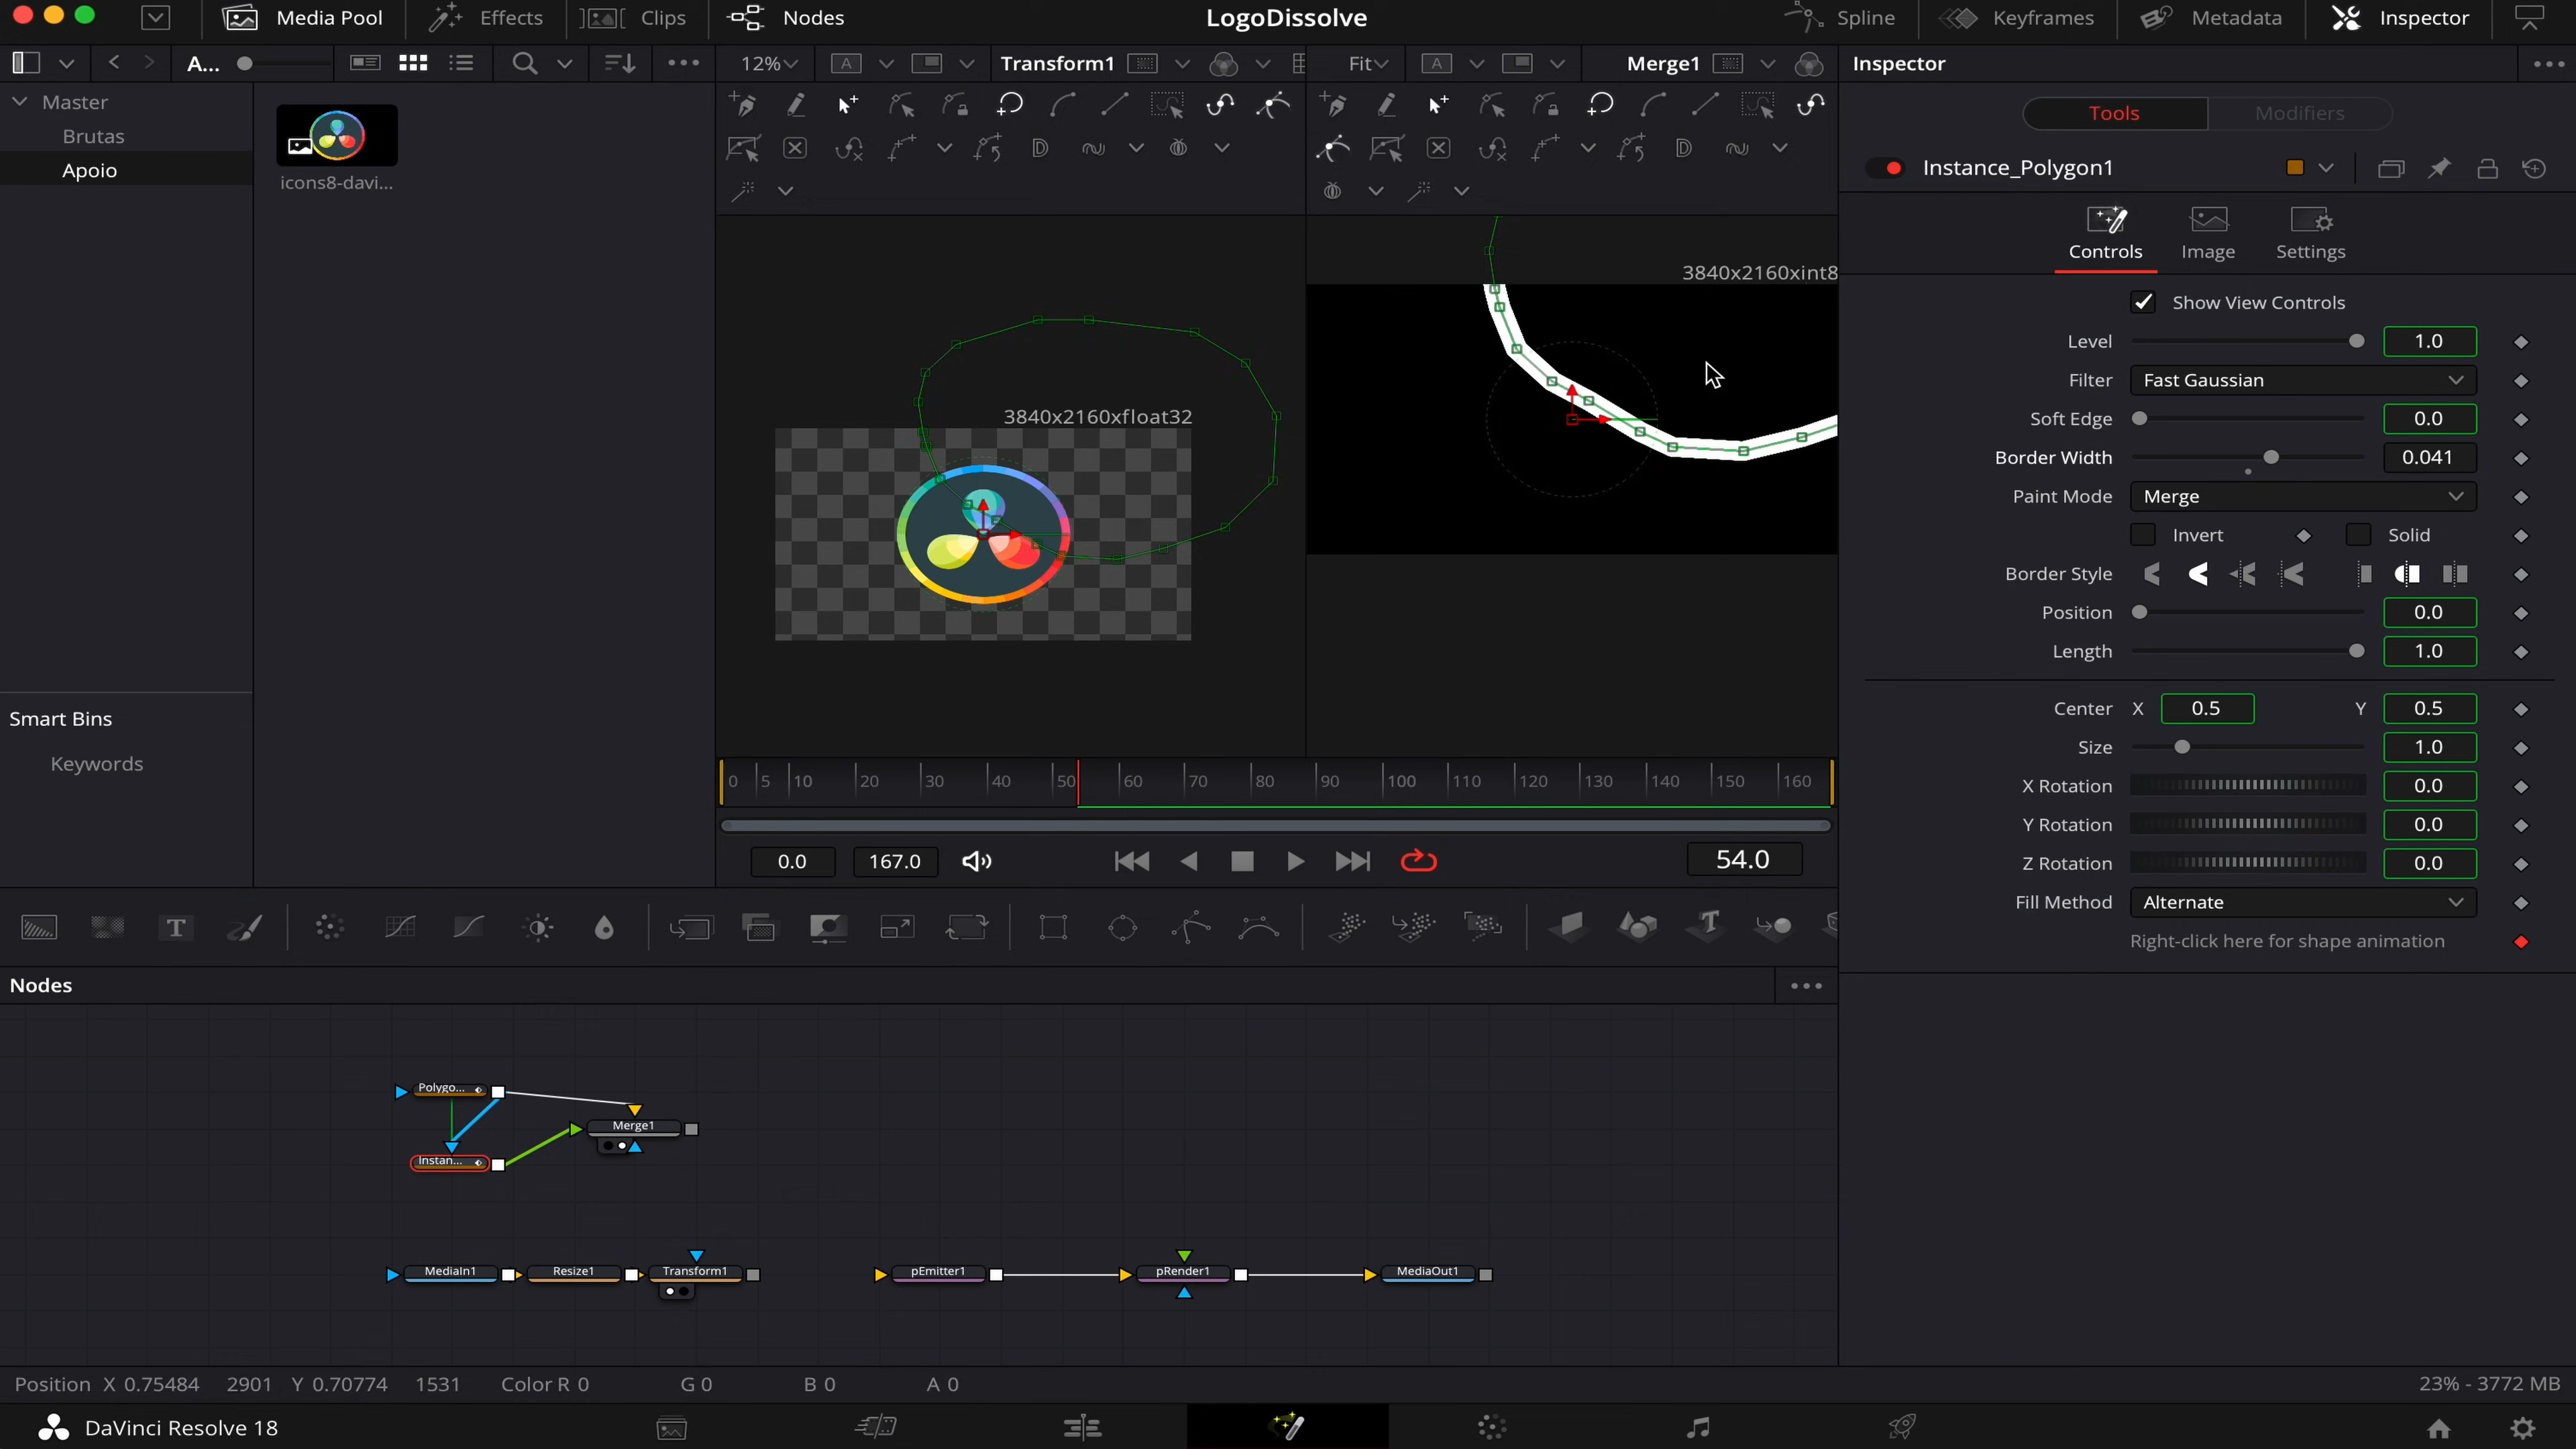 Media Pool Effects Clips Nodes LogoDissolve Spline Keyframes Metadata Inspector
A... 12% Transform1 Fit Merge1 Inspector
Master
Brutas
Apoio
icons8-davi...
Smart Bins
Keywords
3840x2160xfloat32
3840x2160xint8
0 5 10 20 30 40 50 60 70 80 90 100 110 120 130 140 150 160
0.0 167.0 54.0
Tools Modifiers
Instance_Polygon1
Controls Image Settings
Show View Controls
Level 1.0
Filter Fast Gaussian
Soft Edge 0.0
Border Width 0.041
Paint Mode Merge
Invert Solid
Border Style
Position 0.0
Length 1.0
Center X 0.5 Y 0.5
Size 1.0
X Rotation 0.0
Y Rotation 0.0
Z Rotation 0.0
Fill Method Alternate
Right-click here for shape animation
Nodes
Polygo...
Merge1
Instan...
MediaIn1 Resize1 Transform1 pEmitter1 pRender1 MediaOut1
Position X 0.75484 2901 Y 0.70774 1531 Color R 0 G 0 B 0 A 0 23% - 3772 MB
DaVinci Resolve 18